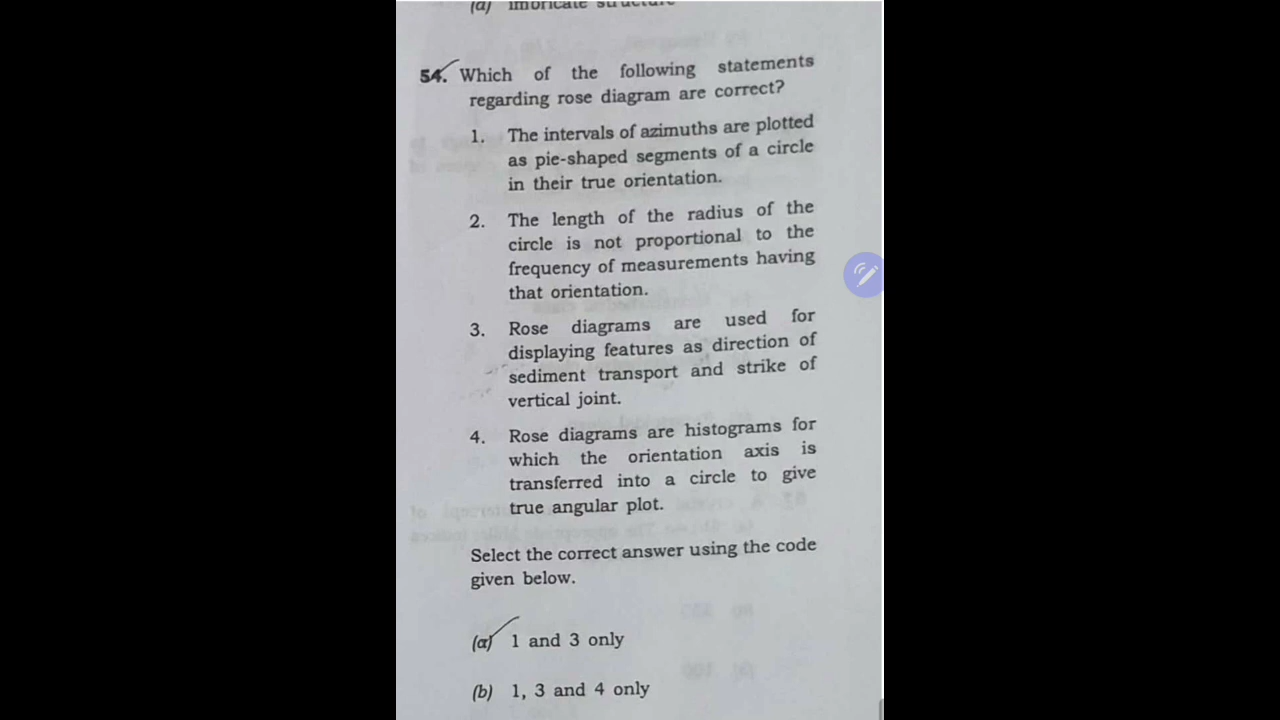 (d) imbricate structure
54. Which of the following statements
regarding rose diagram are correct?
1. The intervals of azimuths are plotted
as pie-shaped segments of a circle
in their true orientation.
2. The length of the radius of the
circle is not proportional to the
frequency of measurements having
that orientation.
3. Rose diagrams are used for
displaying features as direction of
sediment transport and strike of
vertical joint.
4. Rose diagrams are histograms for
which the orientation axis is
transferred into a circle to give
true angular plot.
Select the correct answer using the code
given below.
(a) 1 and 3 only
(b) 1, 3 and 4 only